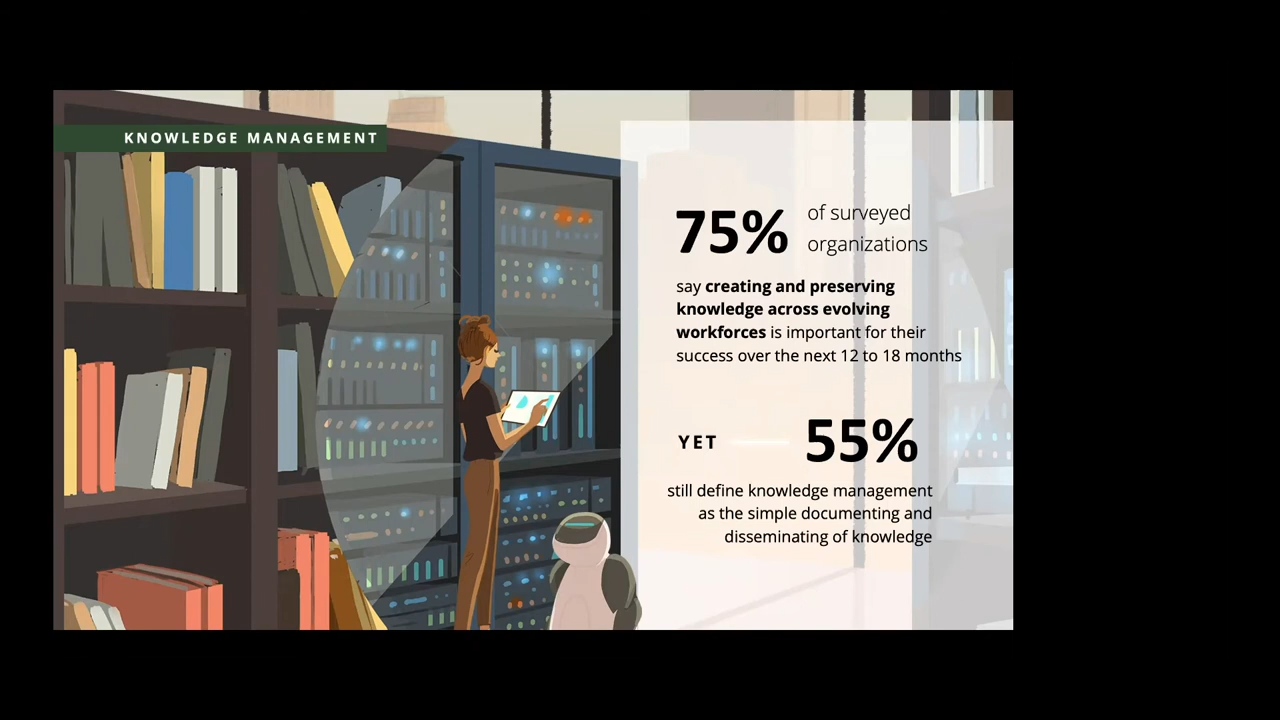 KNOWLEDGE MANAGEMENT
75% of surveyed
organizations
say creating and preserving
knowledge across evolving
workforces is important for their
success over the next 12 to 18 months
YET 55%
still define knowledge management
as the simple documenting and
disseminating of knowledge